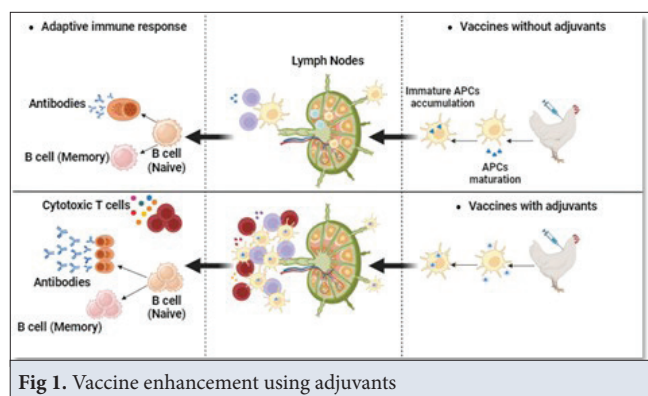 • Adaptive immune response
Lymph Nodes
• Vaccines without adjuvants
Antibodies
B cell (Memory)
B cell
(Naive)
Immature APCs
accumulation
APCs
maturation
Cytotoxic T cells
Antibodies
B cell (Memory)
B cell
(Naive)
• Vaccines with adjuvants
Fig 1. Vaccine enhancement using adjuvants